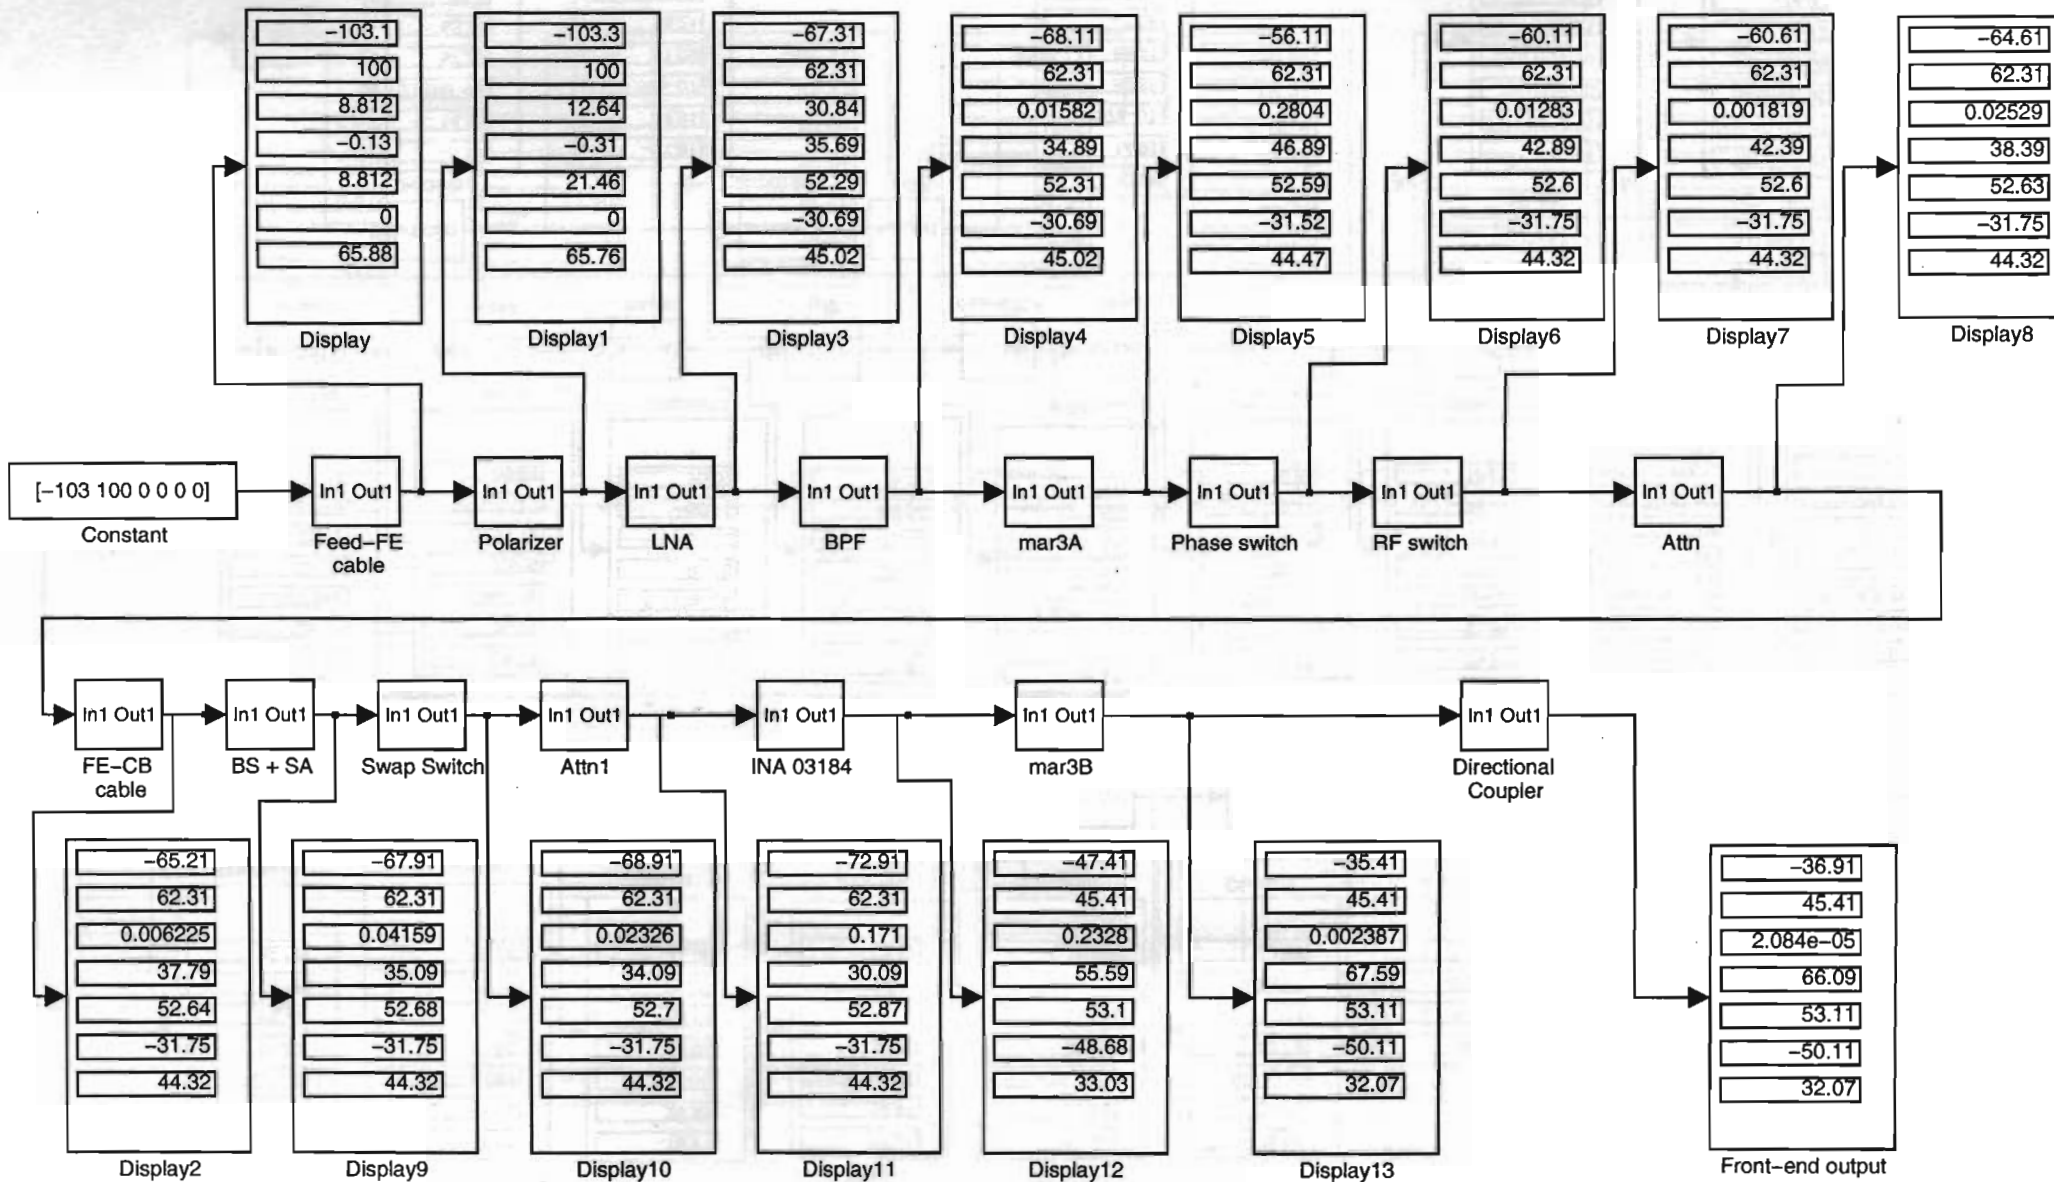 -103.1
100
8.812
-0.13
8.812
0
65.88
Display
-103.3
100
12.64
-0.31
21.46
0
65.76
Display1
-67.31
62.31
30.84
35.69
52.29
-30.69
45.02
Display3
-68.11
62.31
0.01582
34.89
52.31
-30.69
45.02
Display4
-56.11
62.31
0.2804
46.89
52.59
-31.52
44.47
Display5
-60.11
62.31
0.01283
42.89
52.6
-31.75
44.32
Display6
-60.61
62.31
0.001819
42.39
52.6
-31.75
44.32
Display7
-64.61
62.31
0.02529
38.39
52.63
-31.75
44.32
Display8
[-103 100 0 0 0 0]
Constant
In1 Out1
Feed-FE
cable
In1 Out1
Polarizer
In1 Out1
LNA
In1 Out1
BPF
In1 Out1
mar3A
In1 Out1
Phase switch
In1 Out1
RF switch
In1 Out1
Attn
In1 Out1
FE-CB
cable
In1 Out1
BS + SA
In1 Out1
Swap Switch
In1 Out1
Attn1
In1 Out1
INA 03184
In1 Out1
mar3B
In1 Out1
Directional
Coupler
-65.21
62.31
0.006225
37.79
52.64
-31.75
44.32
Display2
-67.91
62.31
0.04159
35.09
52.68
-31.75
44.32
Display9
-68.91
62.31
0.02326
34.09
52.7
-31.75
44.32
Display10
-72.91
62.31
0.171
30.09
52.87
-31.75
44.32
Display11
-47.41
45.41
0.2328
55.59
53.1
-48.68
33.03
Display12
-35.41
45.41
0.002387
67.59
53.11
-50.11
32.07
Display13
-36.91
45.41
2.084e-05
66.09
53.11
-50.11
32.07
Front-end output